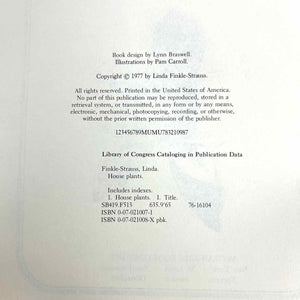 Book design by Lynn Braswell.
Illustrations by Pam Carroll.
Copyright © 1977 by Linda Finkle-Strauss.
All rights reserved. Printed in the United States of America.
No part of this publication may be reproduced, stored in a
retrieval system, or transmitted, in any form or by any means,
electronic, mechanical, photocopying, recording, or otherwise,
without the prior written permission of the publisher.
123456789MUMU783210987
Library of Congress Cataloging in Publication Data
Finkle-Strauss, Linda.
House plants.
Includes indexes.
1. House plants. I. Title.
SB419.F513 635.9'65 76-16104
ISBN 0-07-021007-1
ISBN 0-07-021008-X pbk.